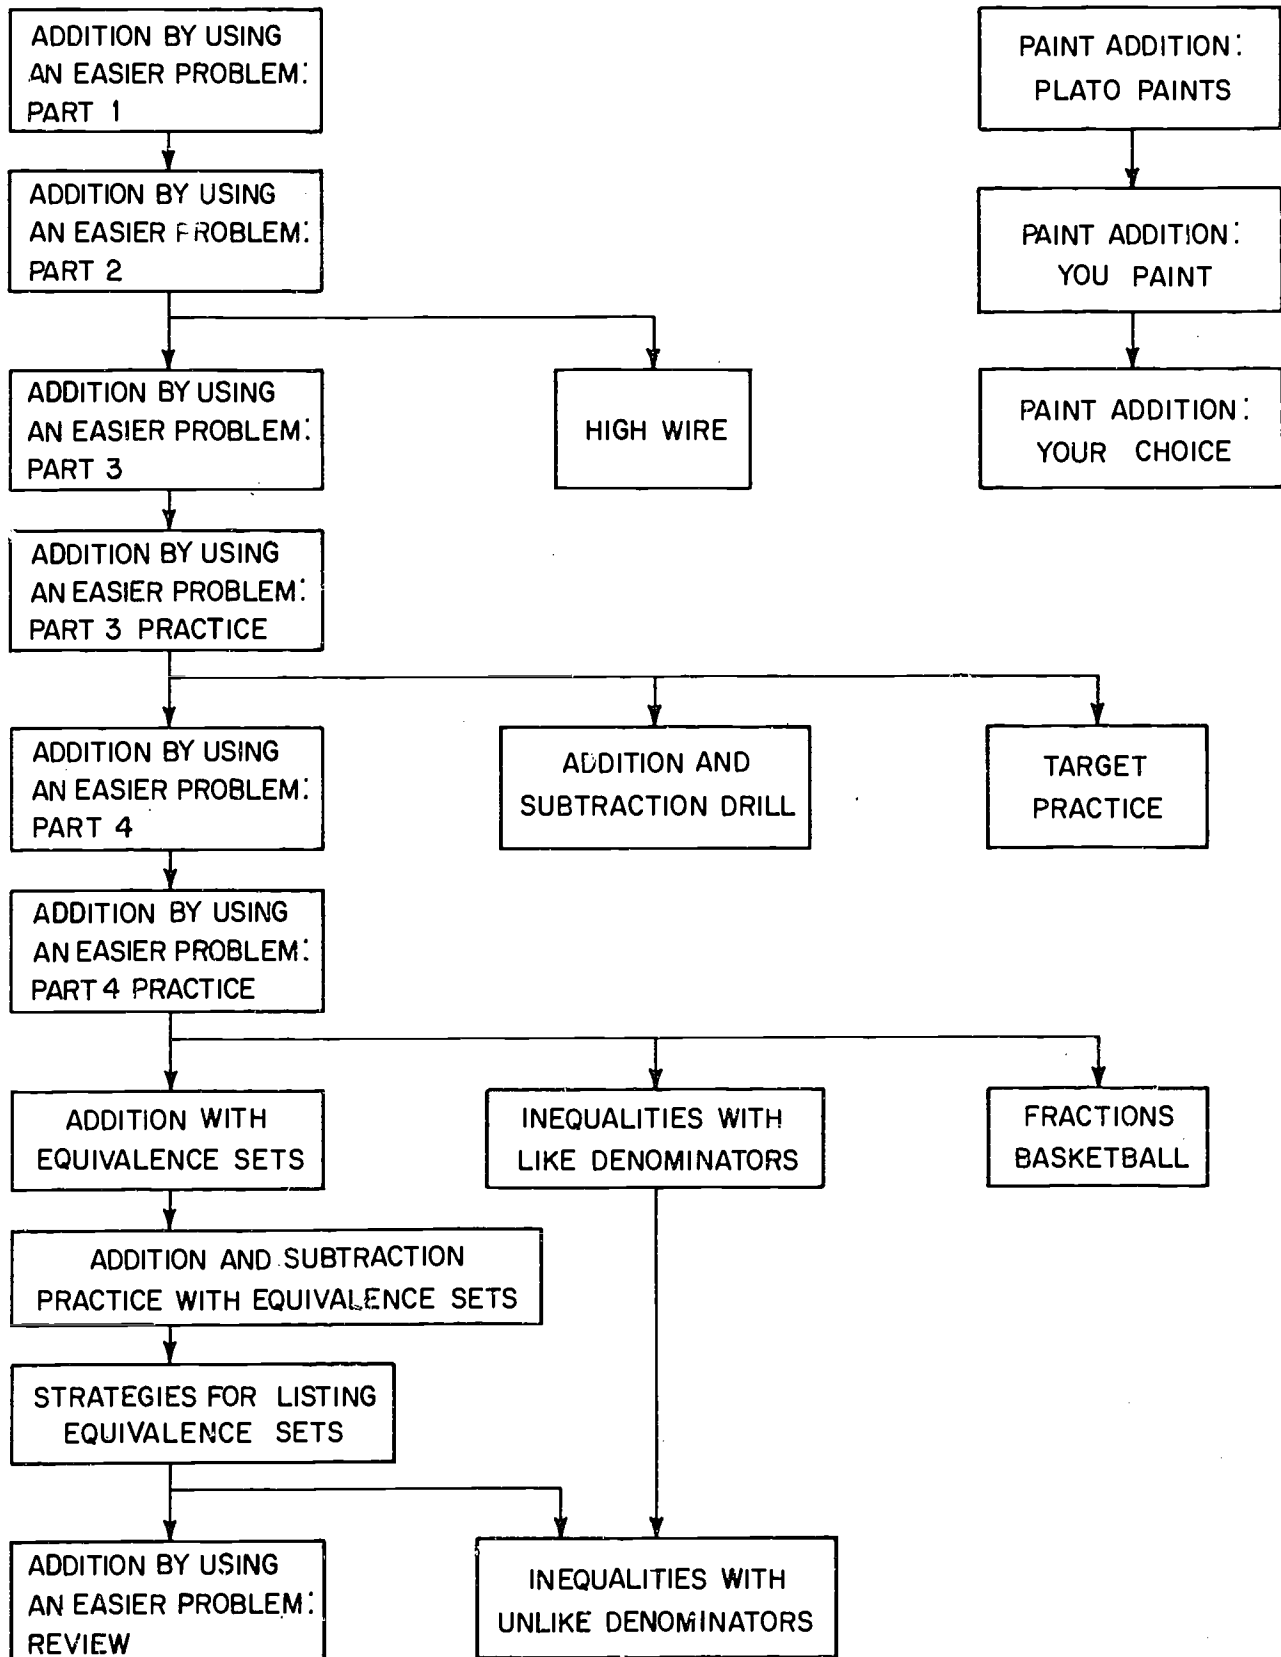 ADDITION BY USING
AN EASIER PROBLEM:
PART 1
PAINT ADDITION:
PLATO PAINTS
ADDITION BY USING
AN EASIER PROBLEM:
PART 2
PAINT ADDITION:
YOU PAINT
ADDITION BY USING
AN EASIER PROBLEM:
PART 3
HIGH WIRE
PAINT ADDITION:
YOUR CHOICE
ADDITION BY USING
AN EASIER PROBLEM:
PART 3 PRACTICE
ADDITION BY USING
AN EASIER PROBLEM:
PART 4
ADDITION AND
SUBTRACTION DRILL
TARGET
PRACTICE
ADDITION BY USING
AN EASIER PROBLEM:
PART 4 PRACTICE
ADDITION WITH
EQUIVALENCE SETS
INEQUALITIES WITH
LIKE DENOMINATORS
FRACTIONS
BASKETBALL
ADDITION AND SUBTRACTION
PRACTICE WITH EQUIVALENCE SETS
STRATEGIES FOR LISTING
EQUIVALENCE SETS
ADDITION BY USING
AN EASIER PROBLEM:
REVIEW
INEQUALITIES WITH
UNLIKE DENOMINATORS